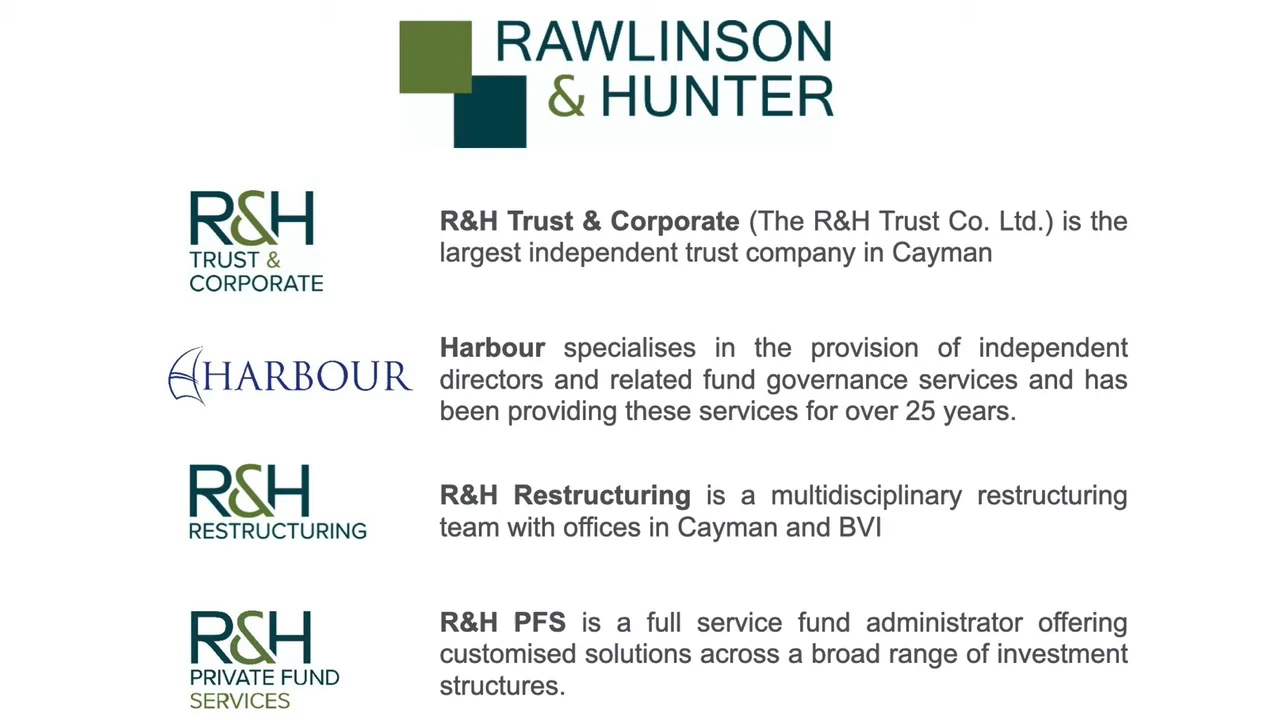 RAWLINSON
& HUNTER
R&H
TRUST &
CORPORATE
R&H Trust & Corporate (The R&H Trust Co. Ltd.) is the
largest independent trust company in Cayman
HARBOUR
Harbour specialises in the provision of independent
directors and related fund governance services and has
been providing these services for over 25 years.
R&H
RESTRUCTURING
R&H Restructuring is a multidisciplinary restructuring
team with offices in Cayman and BVI
R&H
PRIVATE FUND
SERVICES
R&H PFS is a full service fund administrator offering
customised solutions across a broad range of investment
structures.